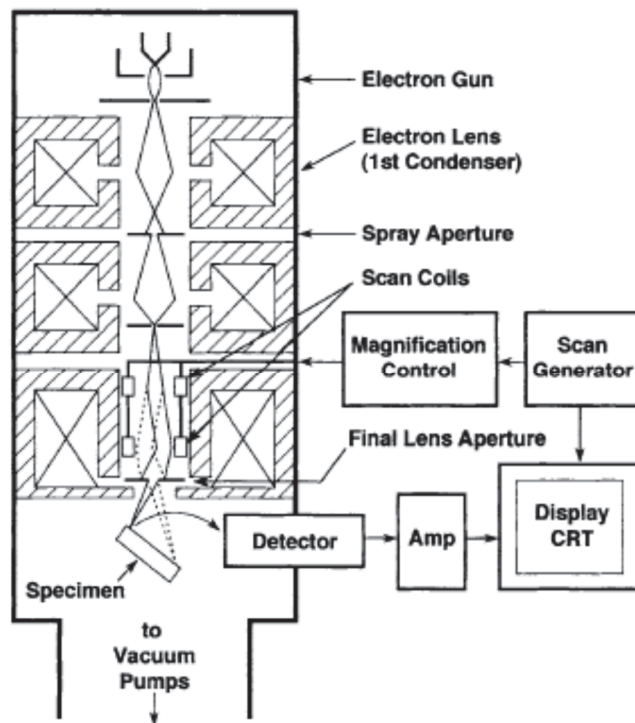 Electron Gun
Electron Lens
(1st Condenser)
Spray Aperture
Scan Coils
Magnification
Control
Scan
Generator
Final Lens Aperture
Detector
Amp
Display
CRT
Specimen
to
Vacuum
Pumps